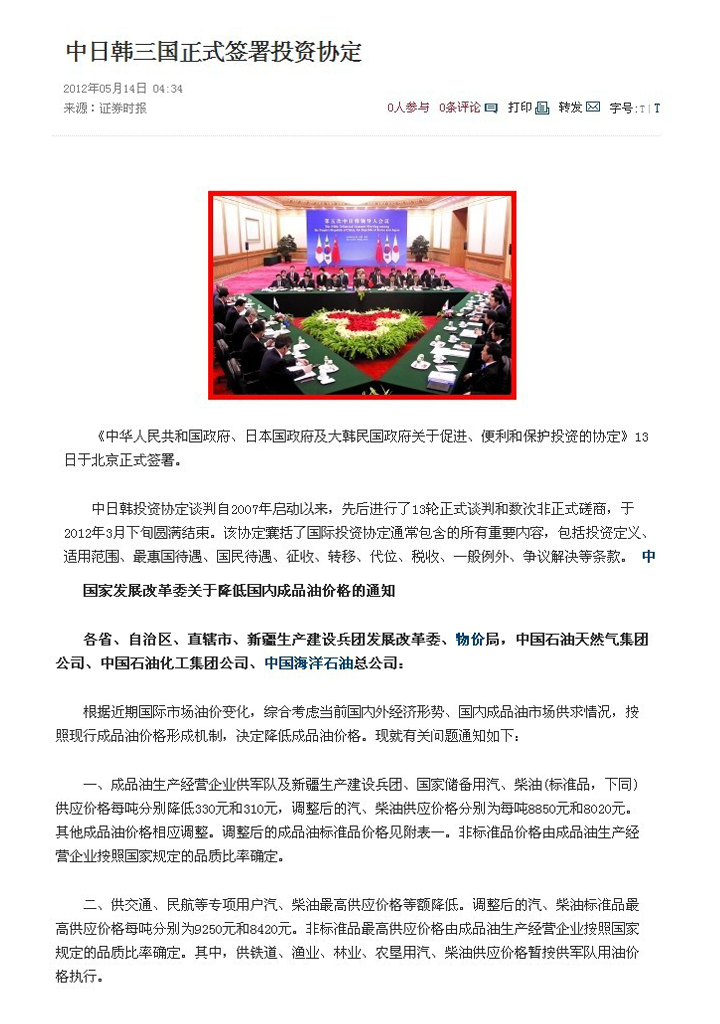 中日韩三国正式签署投资协定
2012年05月14日 04:34
来源：证券时报
0人参与 0条评论 打印 转发 字号:T|T
第五次中日韩领导人会议
《中华人民共和国政府、日本国政府及大韩民国政府关于促进、便利和保护投资的协定》13
日于北京正式签署。
中日韩投资协定谈判自2007年启动以来，先后进行了13轮正式谈判和数次非正式磋商，于
2012年3月下旬圆满结束。该协定囊括了国际投资协定通常包含的所有重要内容，包括投资定义、
适用范围、最惠国待遇、国民待遇、征收、转移、代位、税收、一般例外、争议解决等条款。 中
国家发展改革委关于降低国内成品油价格的通知
各省、自治区、直辖市、新疆生产建设兵团发展改革委、物价局，中国石油天然气集团
公司、中国石油化工集团公司、中国海洋石油总公司：
根据近期国际市场油价变化，综合考虑当前国内外经济形势、国内成品油市场供求情况，按
照现行成品油价格形成机制，决定降低成品油价格。现就有关问题通知如下：
一、成品油生产经营企业供军队及新疆生产建设兵团、国家储备用汽、柴油(标准品，下同)
供应价格每吨分别降低330元和310元，调整后的汽、柴油供应价格分别为每吨8850元和8020元。
其他成品油价格相应调整。调整后的成品油标准品价格见附表一。非标准品价格由成品油生产经
营企业按照国家规定的品质比率确定。
二、供交通、民航等专项用户汽、柴油最高供应价格等额降低。调整后的汽、柴油标准品最
高供应价格每吨分别为9250元和8420元。非标准品最高供应价格由成品油生产经营企业按照国家
规定的品质比率确定。其中，供铁道、渔业、林业、农垦用汽、柴油供应价格暂按供军队用油价
格执行。